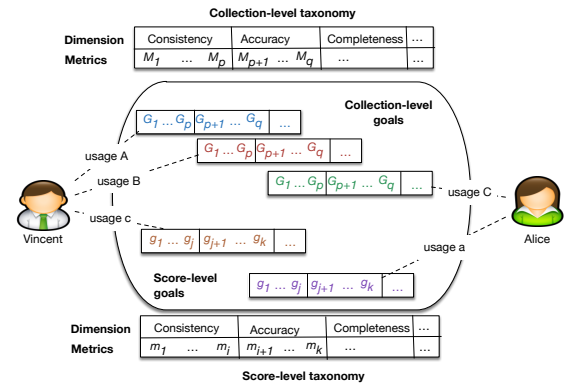 Collection-level taxonomy
Dimension Consistency Accuracy Completeness ...
Metrics M1 ... Mp Mp+1 ... Mq ... ...
Collection-level
goals
G1 ... Gp Gp+1 ... Gq ...
usage A
G1 ... Gp Gp+1 ... Gq ...
usage B
G1 ... Gp Gp+1 ... Gq ...
usage C
usage c
Vincent
Alice
g1 ... gj gj+1 ... gk ...
usage a
Score-level
goals
g1 ... gj gj+1 ... gk ...
Dimension Consistency Accuracy Completeness ...
Metrics m1 ... mi mi+1 ... mk ... ...
Score-level taxonomy